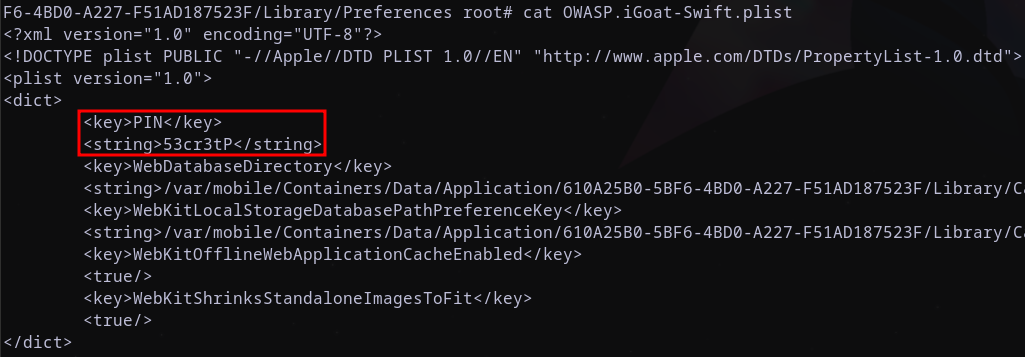 F6-4BD0-A227-F51AD187523F/Library/Preferences root# cat OWASP.iGoat-Swift.plist
<?xml version="1.0" encoding="UTF-8"?>
<!DOCTYPE plist PUBLIC "-//Apple//DTD PLIST 1.0//EN" "http://www.apple.com/DTDs/PropertyList-1.0.dtd">
<plist version="1.0">
<dict>
        <key>PIN</key>
        <string>53cr3tP</string>
        <key>WebDatabaseDirectory</key>
        <string>/var/mobile/Containers/Data/Application/610A25B0-5BF6-4BD0-A227-F51AD187523F/Library/Ca
        <key>WebKitLocalStorageDatabasePathPreferenceKey</key>
        <string>/var/mobile/Containers/Data/Application/610A25B0-5BF6-4BD0-A227-F51AD187523F/Library/Ca
        <key>WebKitOfflineWebApplicationCacheEnabled</key>
        <true/>
        <key>WebKitShrinksStandaloneImagesToFit</key>
        <true/>
</dict>